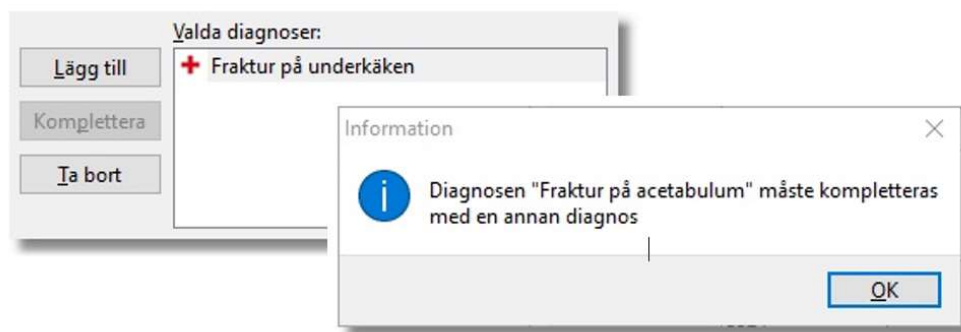 Valda diagnoser:
Lägg till
Fraktur på underkäken
Komplettera
Ta bort
Information
Diagnosen "Fraktur på acetabulum" måste kompletteras
med en annan diagnos
OK